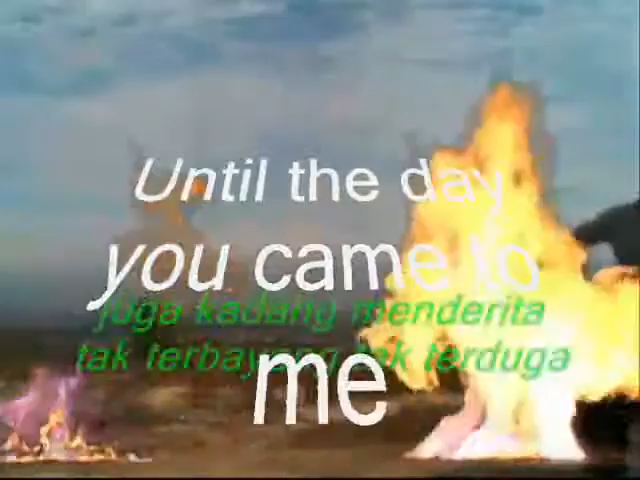 Until the day
you came to
juga kadang menderita
tak terbayang tak terduga
me